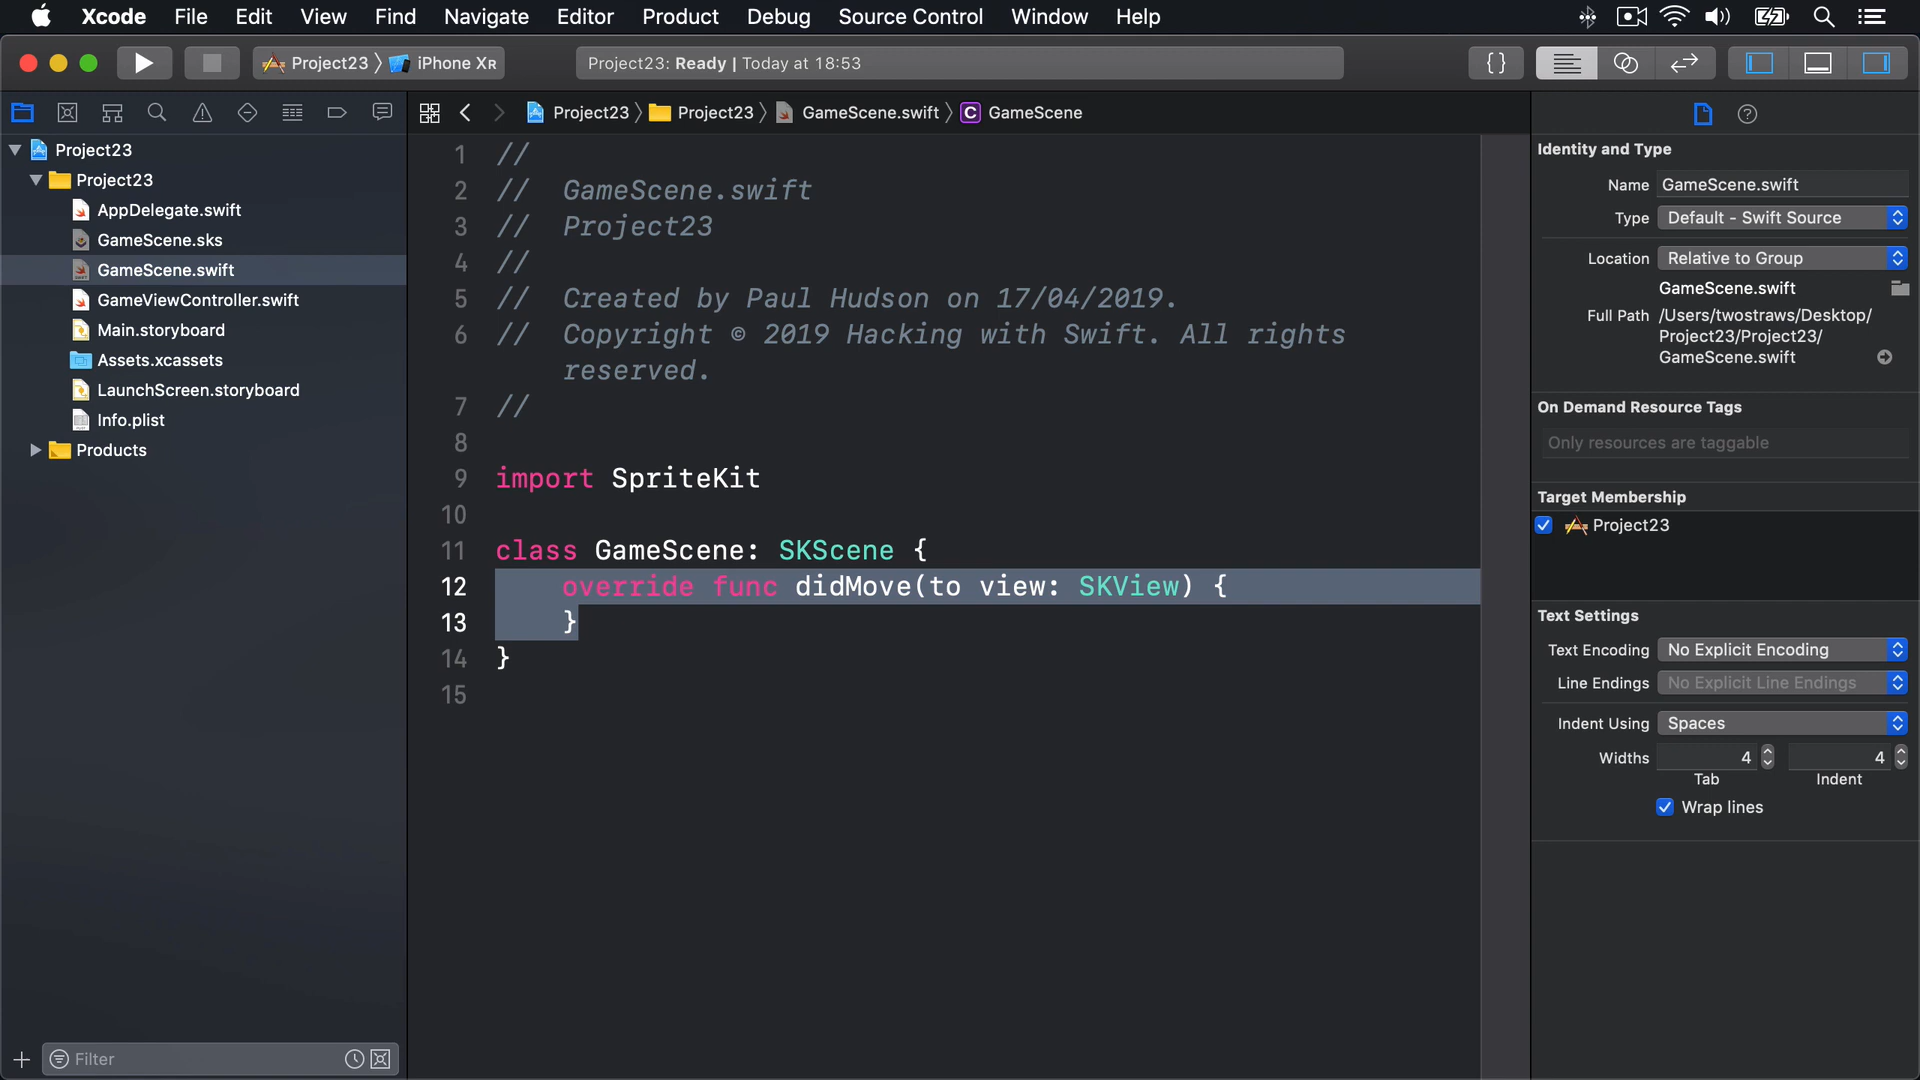 Xcode File Edit View Find Navigate Editor Product Debug Source Control Window Help
Project23 iPhone XR
Project23: Ready | Today at 18:53
{}
Project23
Project23
AppDelegate.swift
GameScene.sks
GameScene.swift
GameViewController.swift
Main.storyboard
Assets.xcassets
LaunchScreen.storyboard
Info.plist
Products
Filter
Project23 Project23 GameScene.swift C GameScene
1 //
2 //  GameScene.swift
3 //  Project23
4 //
5 //  Created by Paul Hudson on 17/04/2019.
6 //  Copyright © 2019 Hacking with Swift. All rights
reserved.
7 //
8
9 import SpriteKit
10
11 class GameScene: SKScene {
12     override func didMove(to view: SKView) {
13     }
14 }
15
Identity and Type
Name GameScene.swift
Type Default - Swift Source
Location Relative to Group
GameScene.swift
Full Path /Users/twostraws/Desktop/
Project23/Project23/
GameScene.swift
On Demand Resource Tags
Only resources are taggable
Target Membership
Project23
Text Settings
Text Encoding No Explicit Encoding
Line Endings No Explicit Line Endings
Indent Using Spaces
Widths 4 4
Tab Indent
Wrap lines